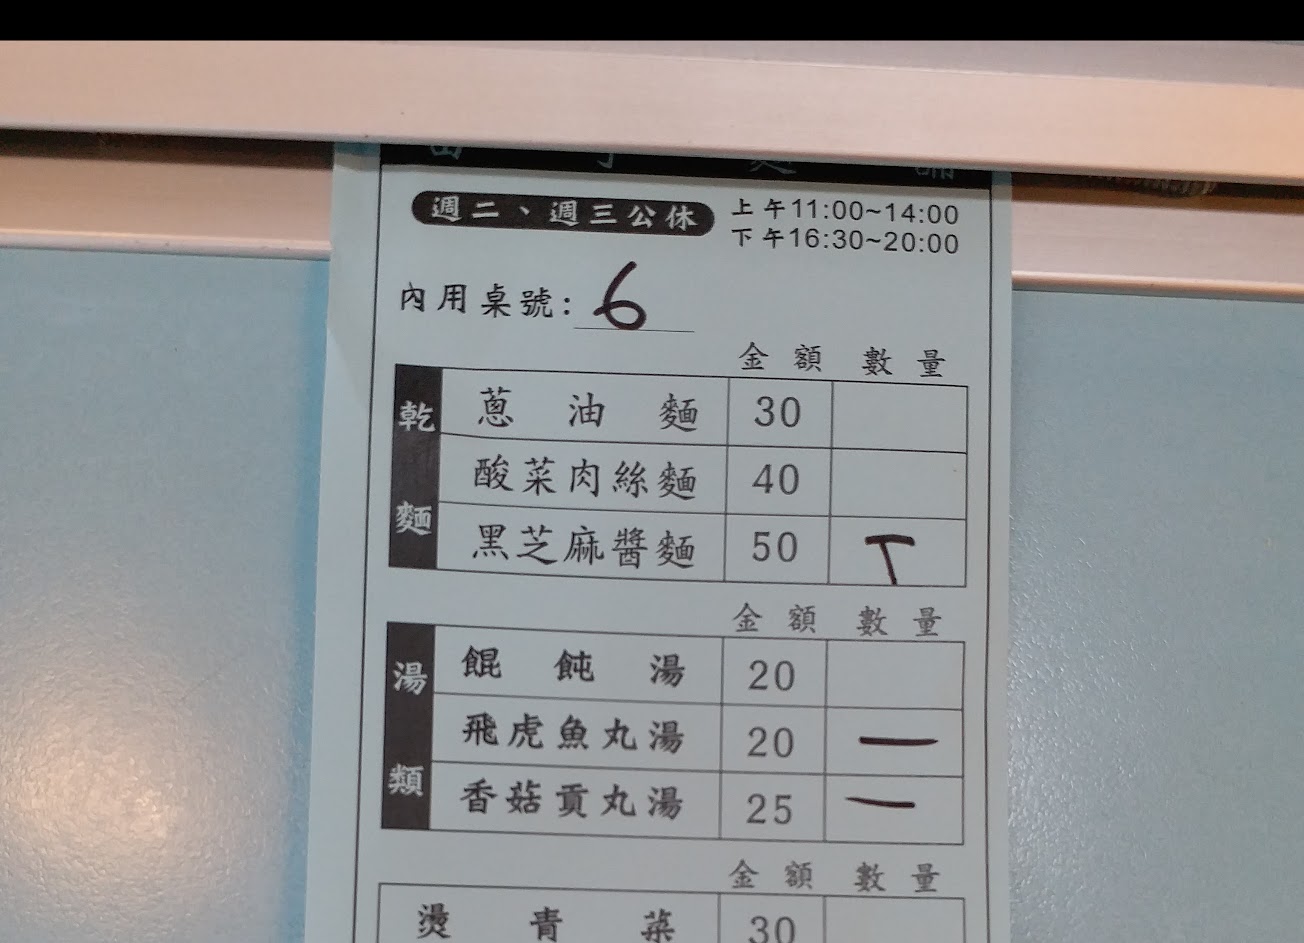 週二、週三公休 上午11:00~14:00
下午16:30~20:00
內用桌號: 6
金額 數量
乾麵
蔥油麵 30
酸菜肉絲麵 40
黑芝麻醬麵 50 T
金額 數量
湯類
餛飩湯 20
飛虎魚丸湯 20 一
香菇貢丸湯 25 一
金額 數量
燙青菜 30